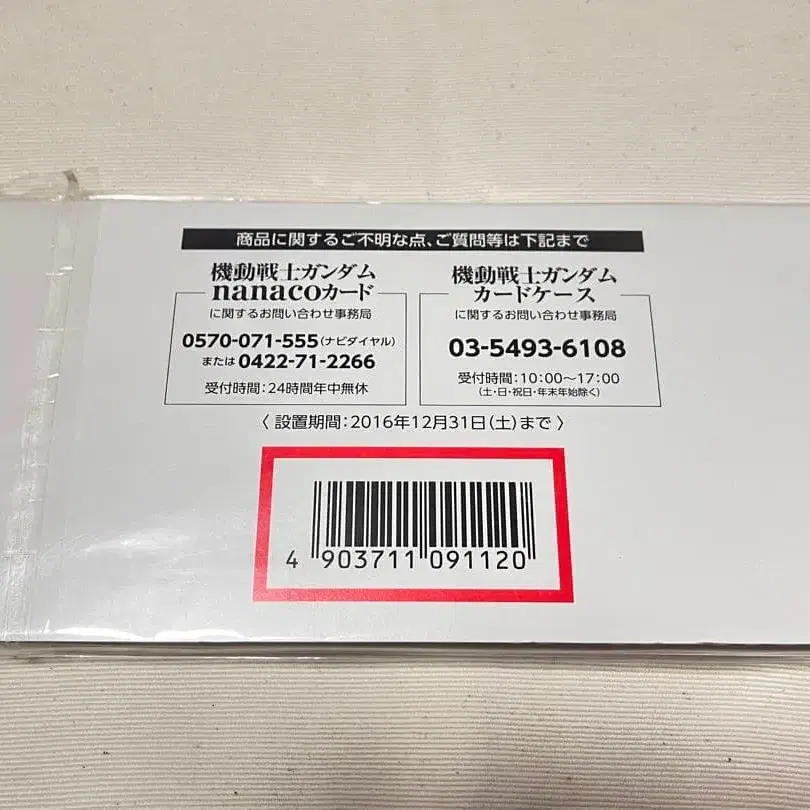 商品に関するご不明な点、ご質問等は下記まで
機動戦士ガンダム
nanacoカード
に関するお問い合わせ事務局
0570-071-555(ナビダイヤル)
または 0422-71-2266
受付時間:24時間年中無休
機動戦士ガンダム
カードケース
に関するお問い合わせ事務局
03-5493-6108
受付時間:10:00〜17:00
(土・日・祝日・年末年始除く)
〈 設置期間:2016年12月31日(土)まで 〉
4 903711 091120